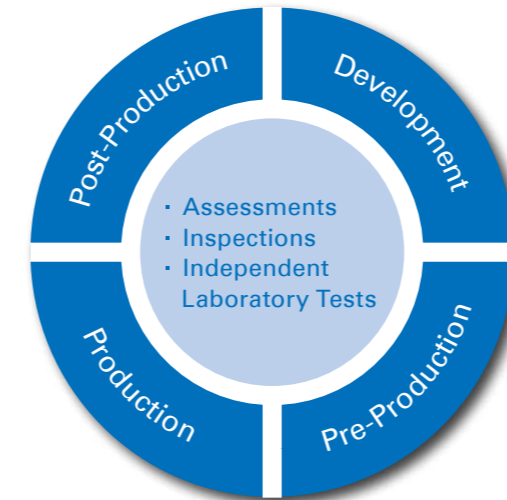 Post-Production
Development
· Assessments
· Inspections
· Independent
Laboratory Tests
Production
Pre-Production